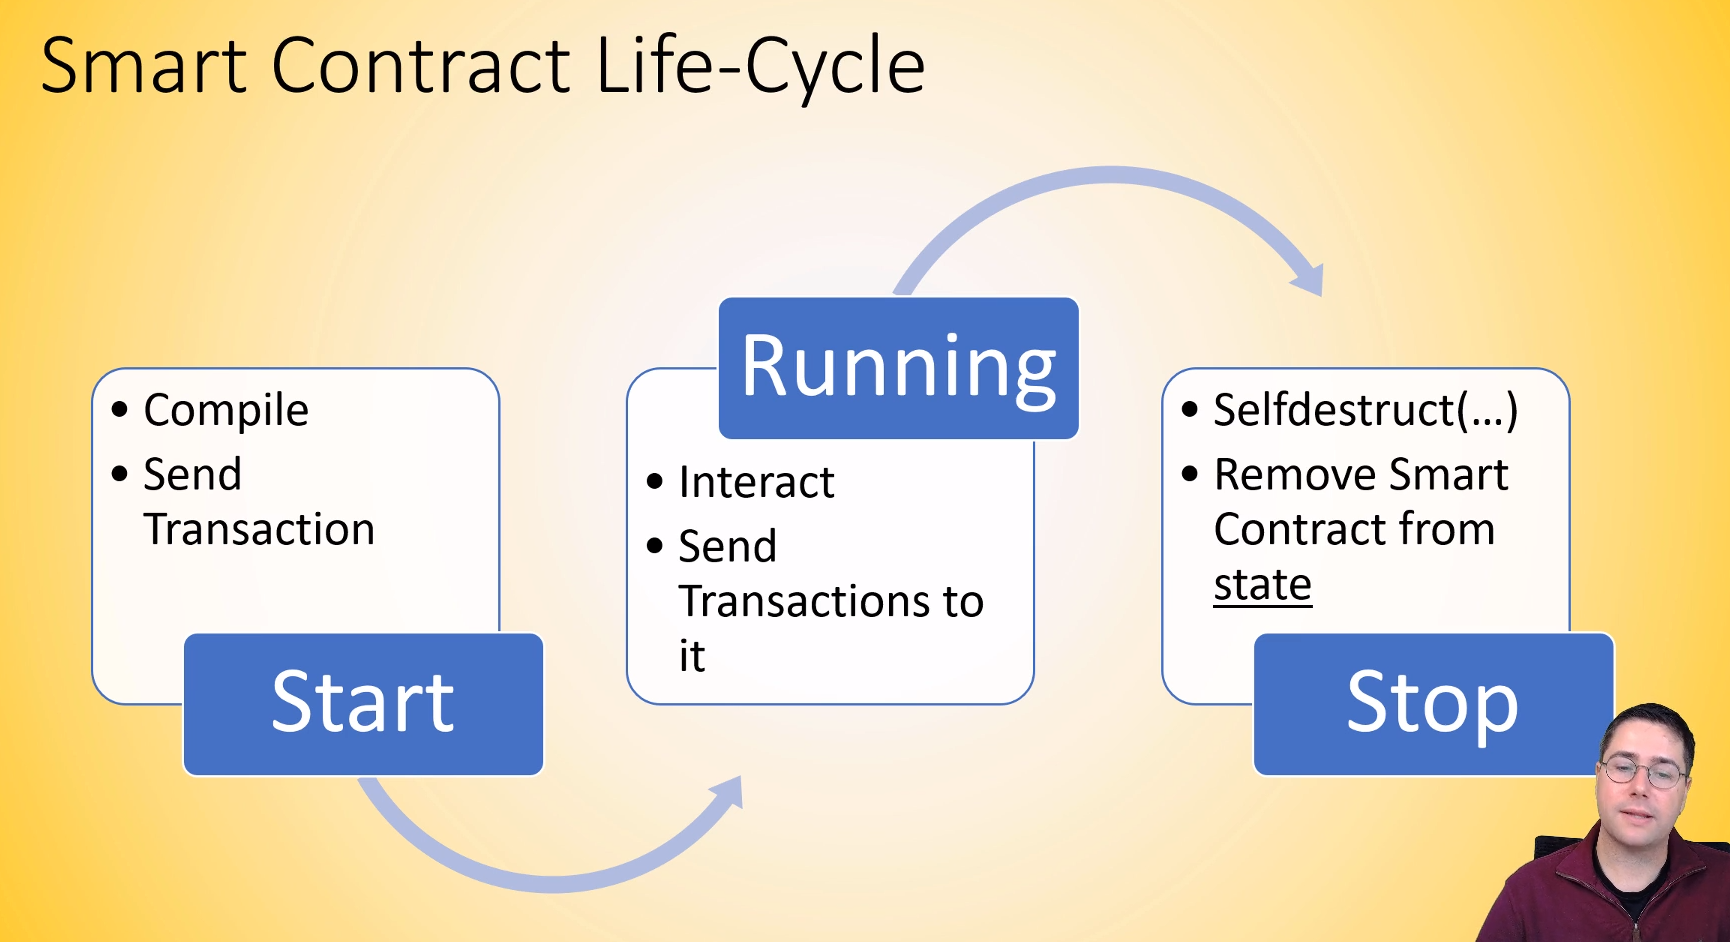 Smart Contract Life-Cycle
• Compile
• Send
Transaction
Start
Running
• Interact
• Send
Transactions to
it
• Selfdestruct(...)
• Remove Smart
Contract from
state
Stop